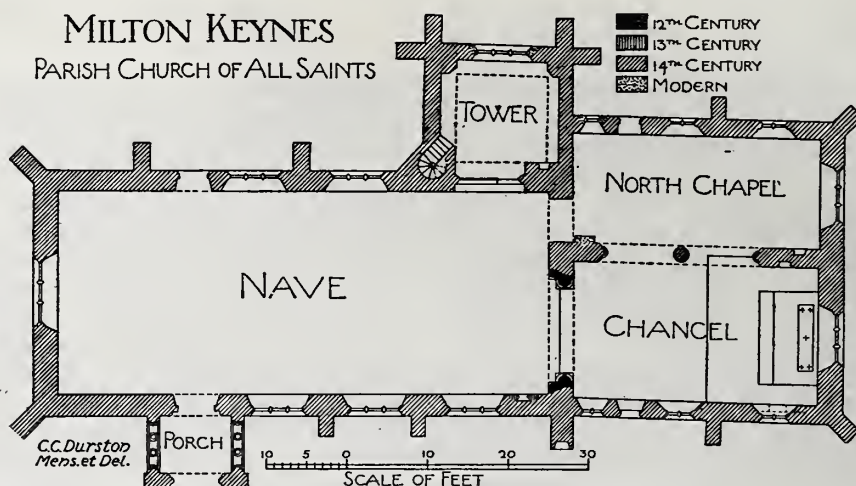 MILTON KEYNES
PARISH CHURCH OF ALL SAINTS
12TH CENTURY
13TH CENTURY
14TH CENTURY
MODERN
TOWER
NORTH CHAPEL
NAVE
CHANCEL
PORCH
C.C. Durston
Mens. et Del.
10 5 0 10 20 30
SCALE OF FEET